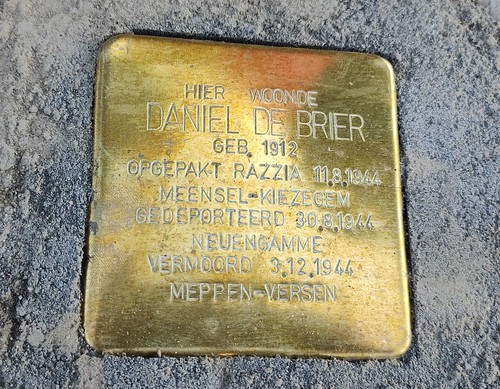 HIER WOONDE
DANIEL DE BRIER
GEB. 1912
OPGEPAKT RAZZIA 11.8.1944
MEENSEL-KIEZEGEM
GEDEPORTEERD 30.8.1944
NEUENGAMME
VERMOORD 3.12.1944
MEPPEN-VERSEN